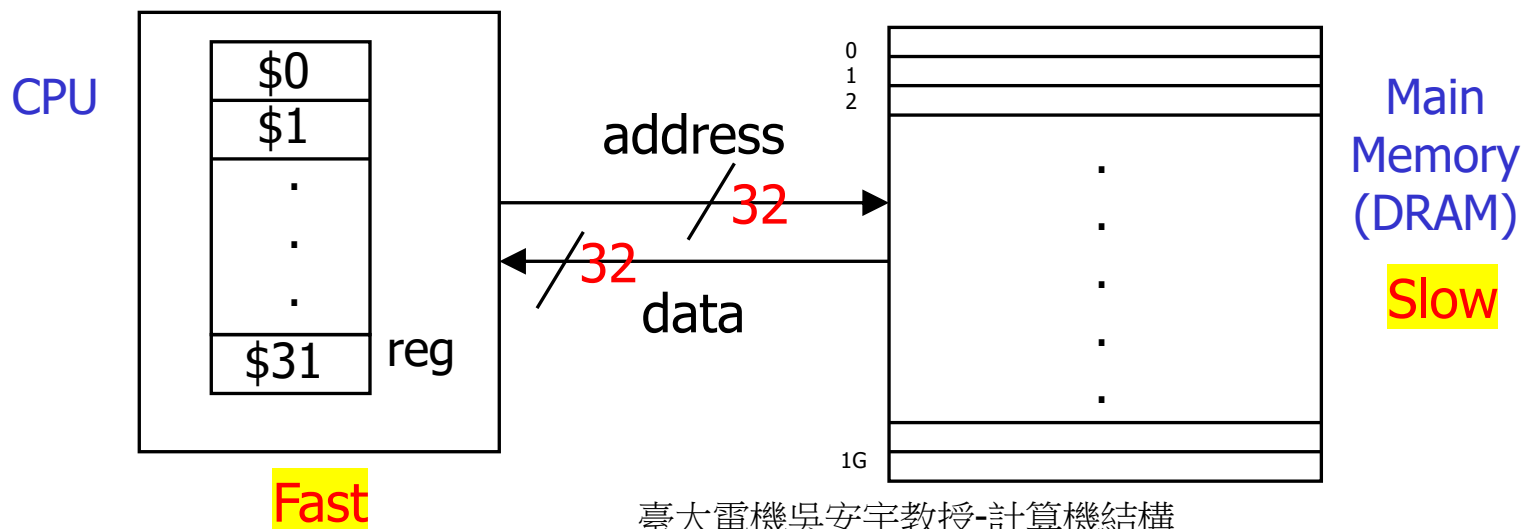 CPU
$0
$1
.
.
.
$31
reg
Fast
address
32
32
data
0
1
2
.
.
.
.
.
1G
Main
Memory
(DRAM)
Slow
臺大電機吳安宇教授-計算機結構